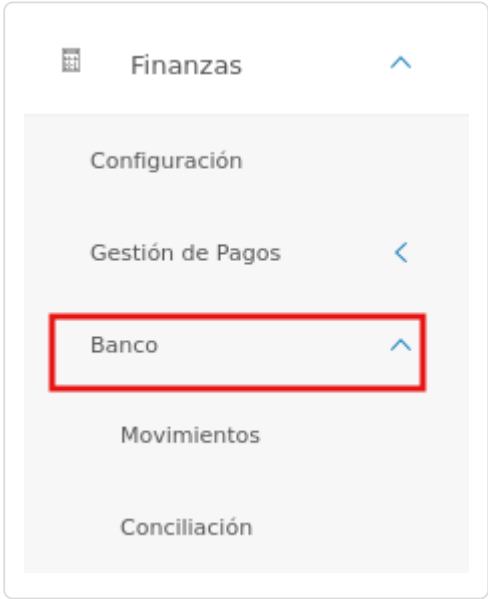 Finanzas
Configuración
Gestión de Pagos
Banco
Movimientos
Conciliación